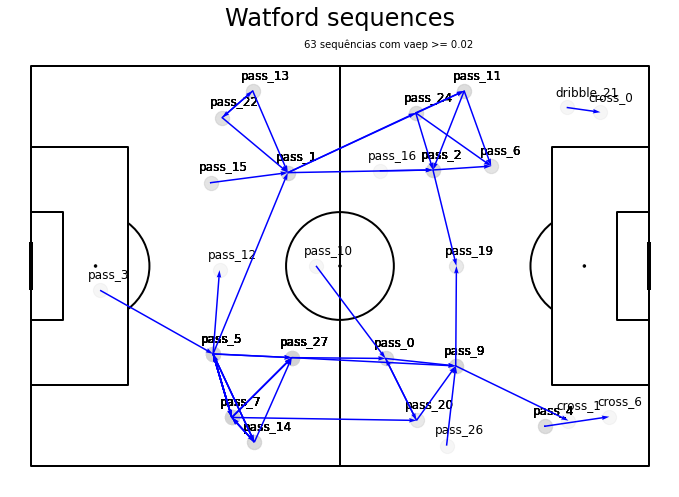 Watford sequences
63 sequências com vaep >= 0.02
pass_13
pass_11
dribble_21
cross_0
pass_22
pass_24
pass_1
pass_16
pass_2
pass_6
pass_15
pass_12
pass_10
pass_19
pass_3
pass_5
pass_27
pass_0
pass_9
pass_7
pass_20
cross_1
cross_6
pass_4
pass_14
pass_26